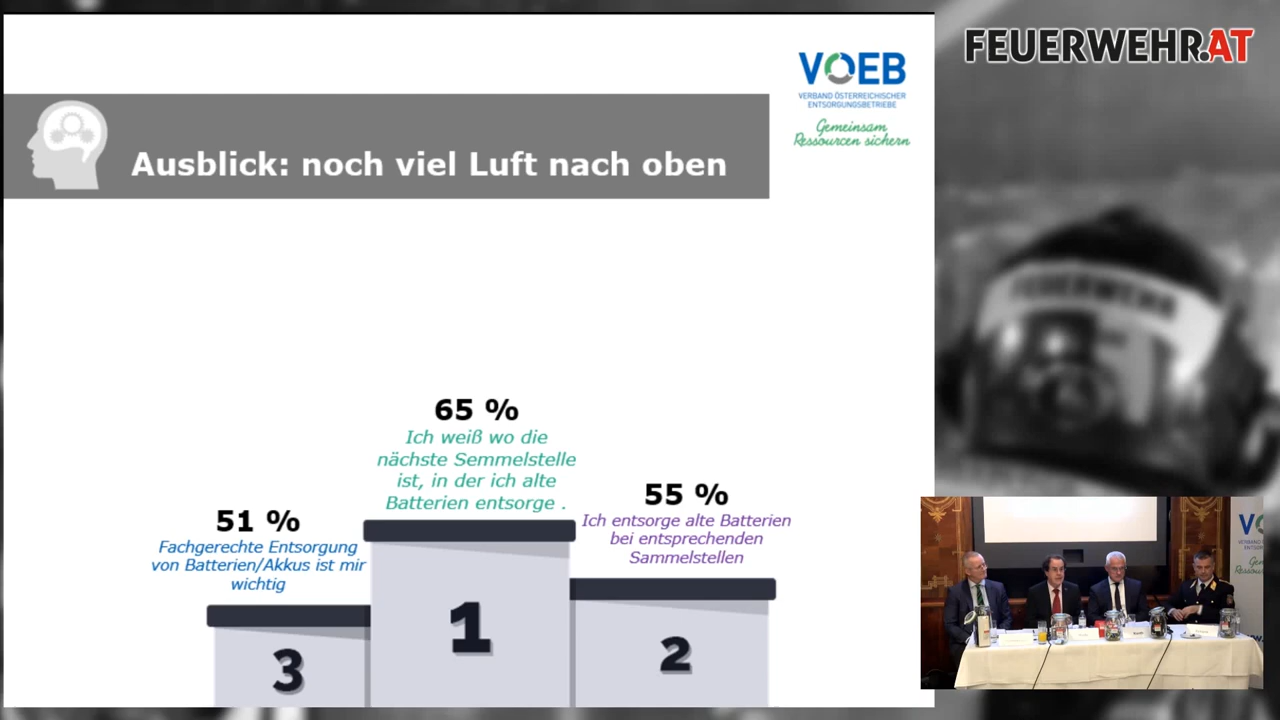 FEUERWEHR.AT
VOEB
VERBAND ÖSTERREICHISCHER
ENTSORGUNGSBETRIEBE
Gemeinsam
Ressourcen sichern
Ausblick: noch viel Luft nach oben
65 %
Ich weiß wo die
nächste Semmelstelle
ist, in der ich alte
Batterien entsorge .
55 %
Ich entsorge alte Batterien
bei entsprechenden
Sammelstellen
51 %
Fachgerechte Entsorgung
von Batterien/Akkus ist mir
wichtig
1
2
3
FEUERWEHR